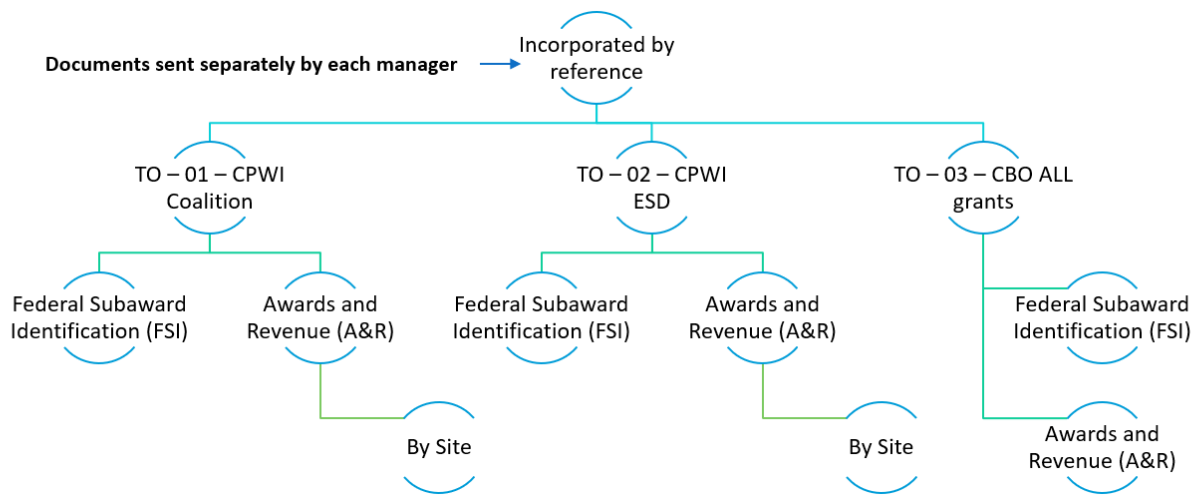 Documents sent separately by each manager
Incorporated by
reference
TO – 01 – CPWI
Coalition
TO – 02 – CPWI
ESD
TO – 03 – CBO ALL
grants
Federal Subaward
Identification (FSI)
Awards and
Revenue (A&R)
By Site
Federal Subaward
Identification (FSI)
Awards and
Revenue (A&R)
By Site
Federal Subaward
Identification (FSI)
Awards and
Revenue (A&R)